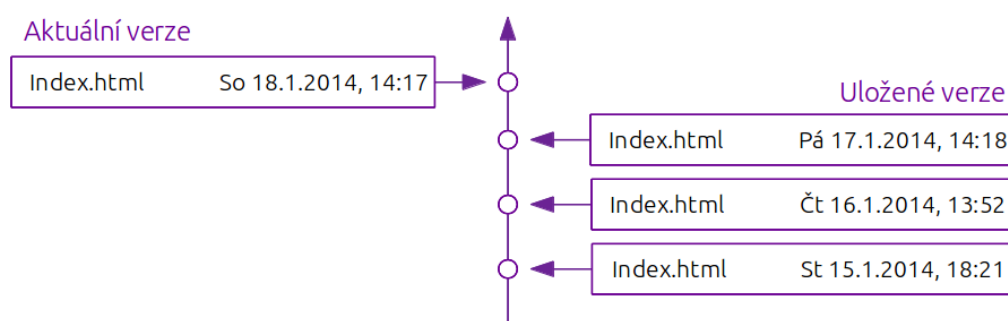 Aktuální verze
Index.html So 18.1.2014, 14:17
Uložené verze
Index.html Pá 17.1.2014, 14:18
Index.html Čt 16.1.2014, 13:52
Index.html St 15.1.2014, 18:21